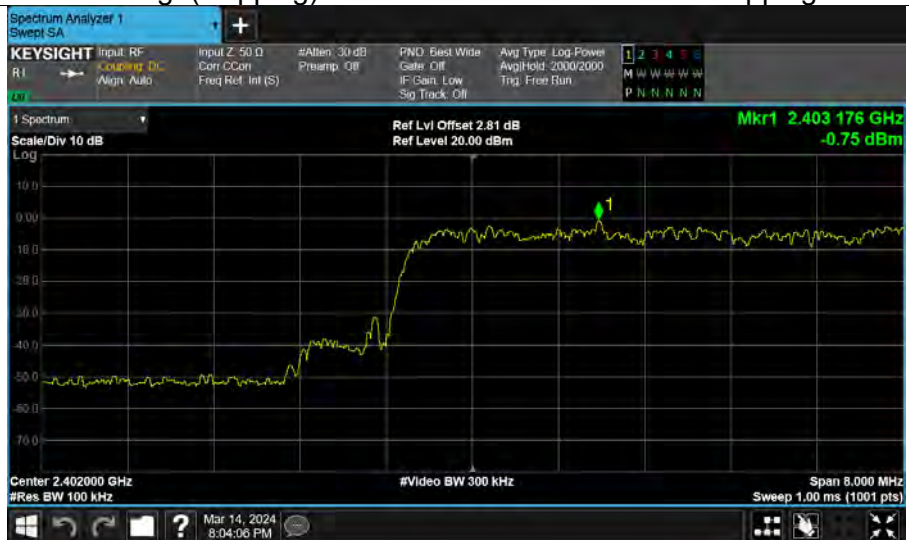 Spectrum Analyzer 1
Swept SA
+
KEYSIGHT Input: RF Input Z: 50 Ω #Atten: 30 dB PNO: Best Wide Avg Type: Log-Power 1 2 3 4 5 6
Coupling: DC Corr CCorr Preamp: Off Gate: Off Avg|Hold: 2000/2000 M W W W W W
Align: Auto Freq Ref: Int (S) IF Gain: Low Trig: Free Run
Sig Track: Off P N N N N N
1 Spectrum
Scale/Div 10 dB
Ref Lvl Offset 2.81 dB
Ref Level 20.00 dBm
Mkr1 2.403 176 GHz
-0.75 dBm
Log
10.0
0.00
1
-40.0
-50.0
-60.0
-70.0
Center 2.402000 GHz #Video BW 300 kHz Span 8.000 MHz
#Res BW 100 kHz Sweep 1.00 ms (1001 pts)
? Mar 14, 2024
8:04:06 PM